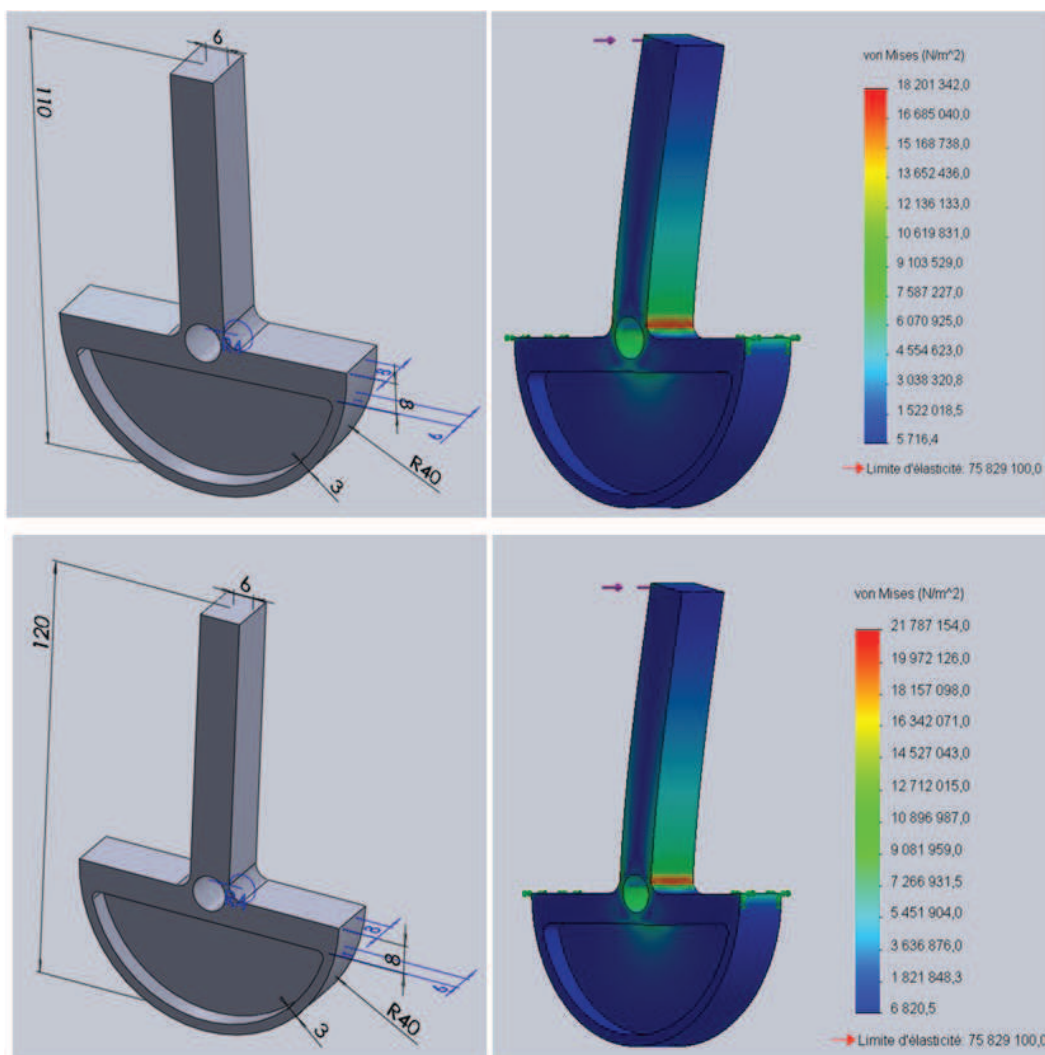 6
110
8
6
R40
3
von Mises (N/m^2)
18 201 342,0
16 685 040,0
15 168 738,0
13 652 436,0
12 136 133,0
10 619 831,0
9 103 529,0
7 587 227,0
6 070 925,0
4 554 623,0
3 038 320,8
1 522 018,5
5 716,4
Limite d'élasticité: 75 829 100,0
6
120
8
6
R40
3
von Mises (N/m^2)
21 787 154,0
19 972 126,0
18 157 098,0
16 342 071,0
14 527 043,0
12 712 015,0
10 896 987,0
9 081 959,0
7 266 931,5
5 451 904,0
3 636 876,0
1 821 848,3
6 820,5
Limite d'élasticité: 75 829 100,0